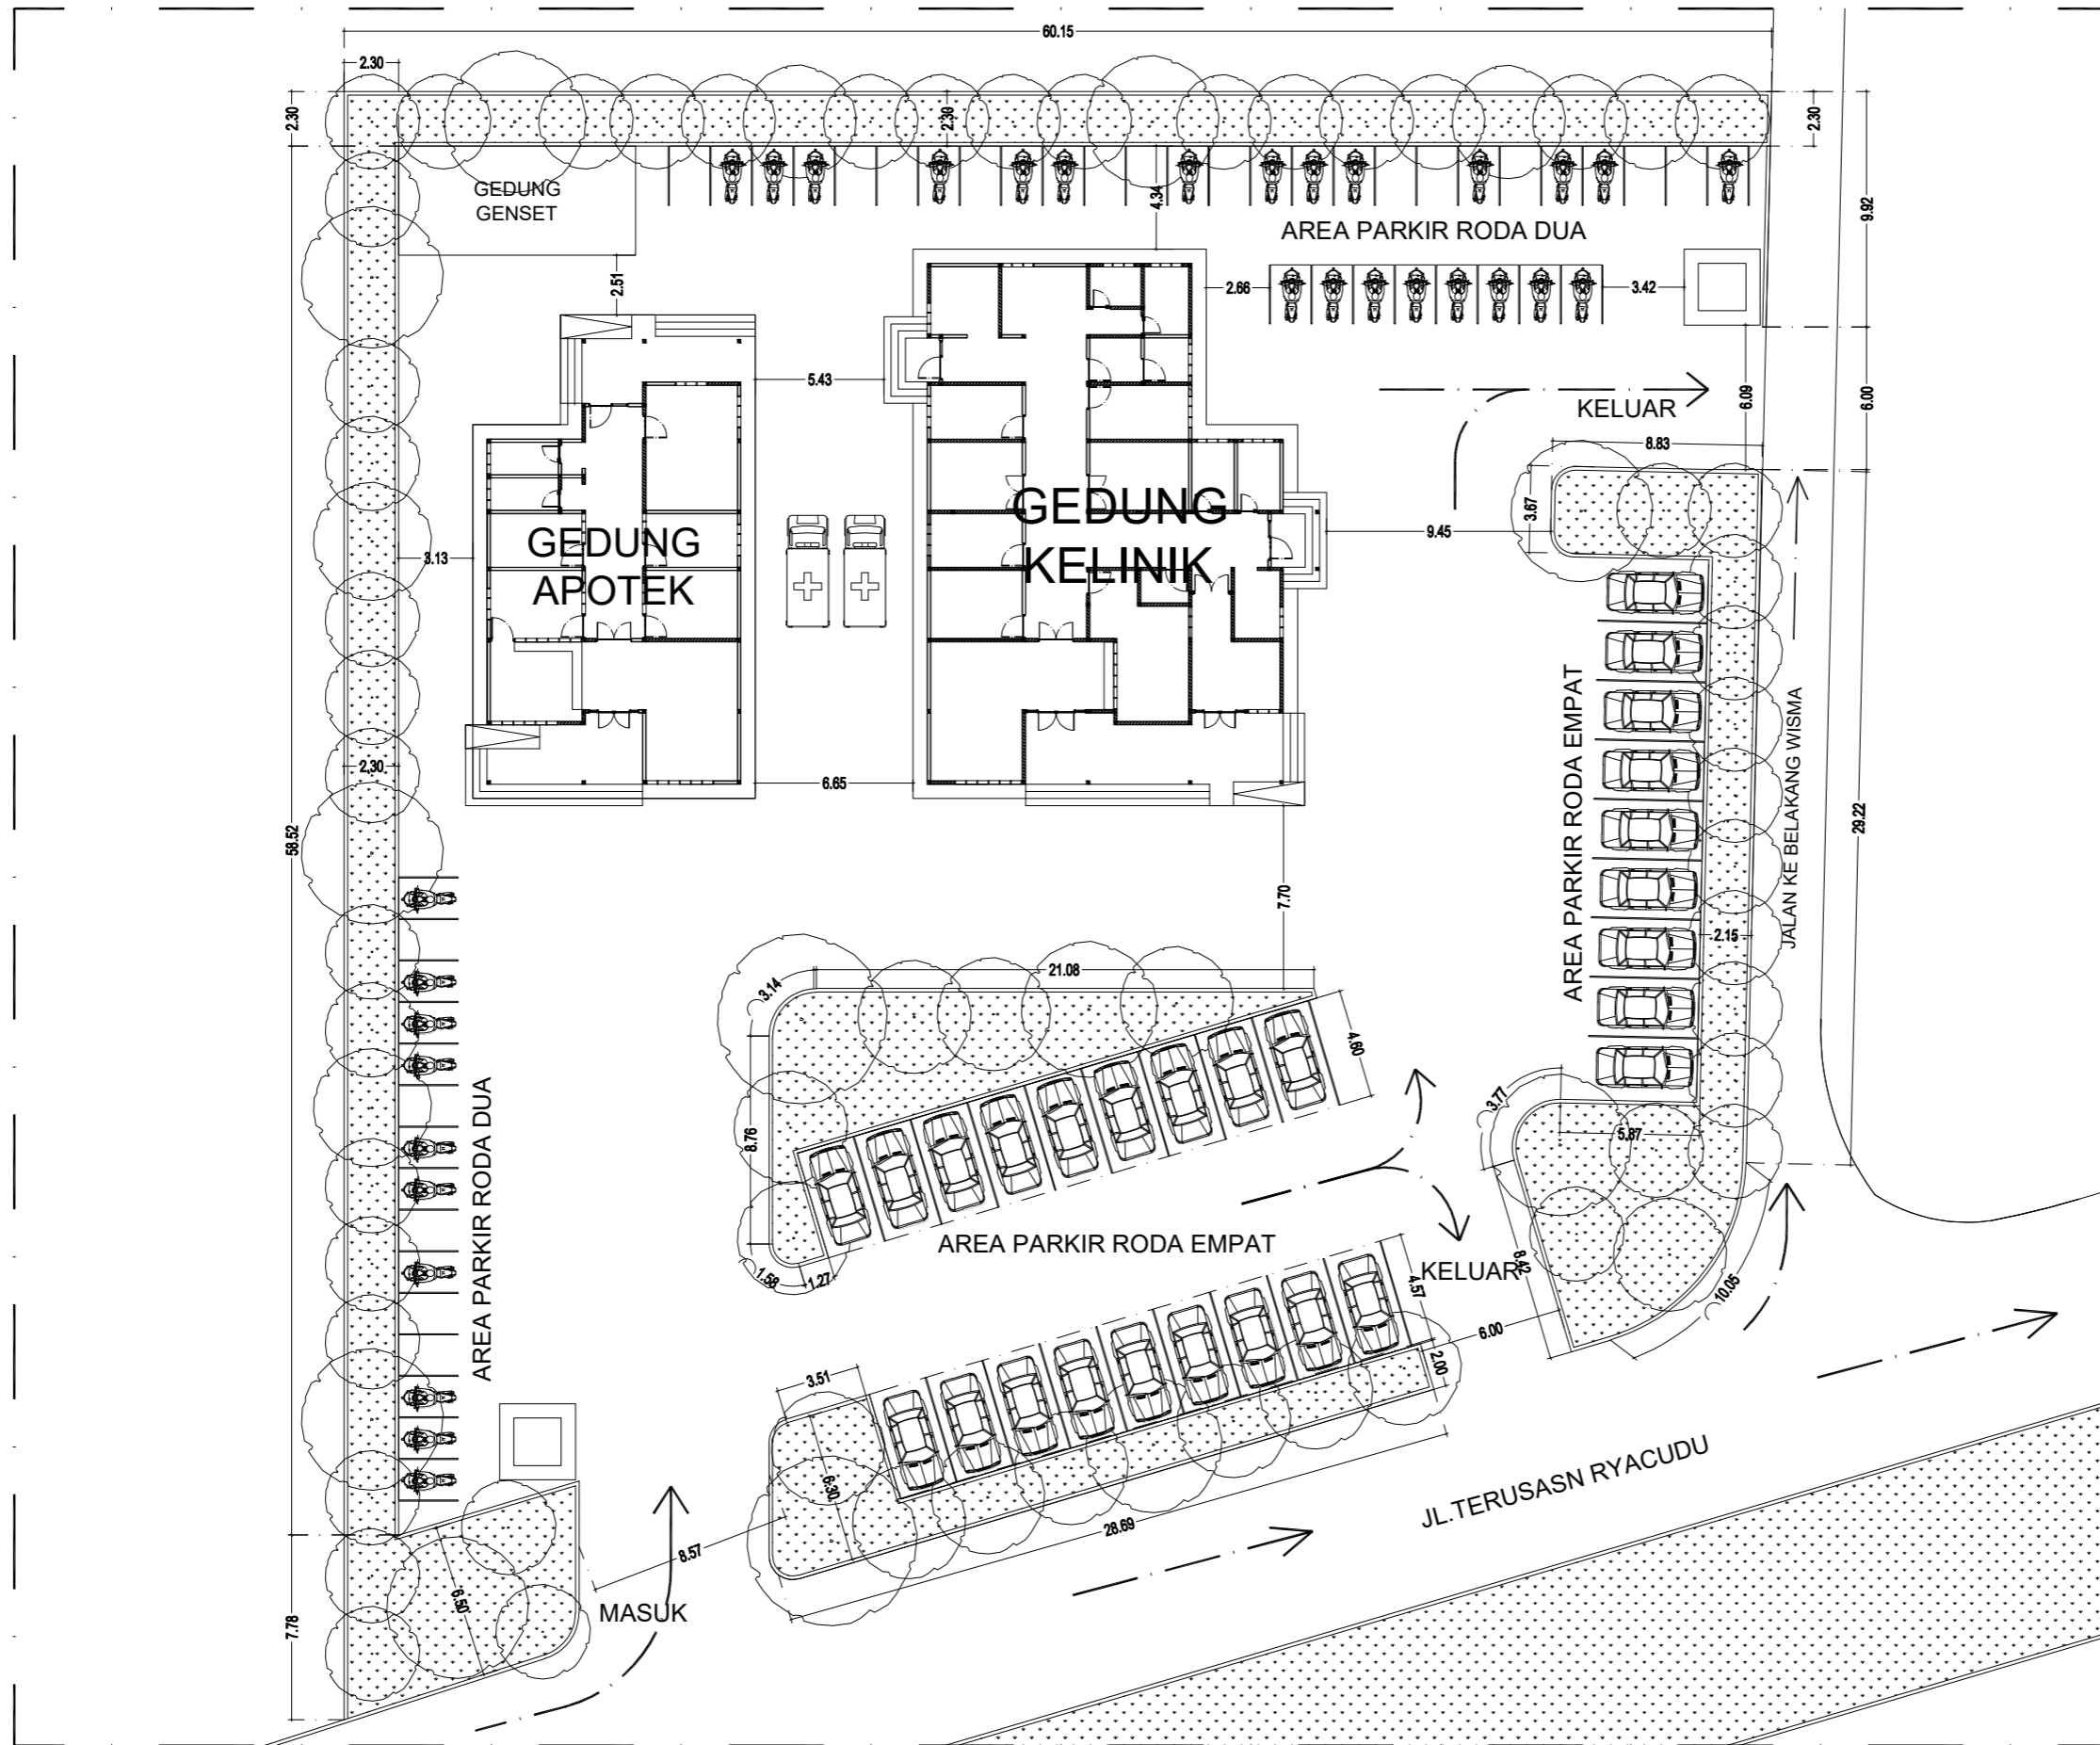 60.15
2.30
2.30
2.30
2.30
GEDUNG
GENSET
4.34
9.92
AREA PARKIR RODA DUA
2.51
2.66
3.42
5.43
KELUAR
6.09
6.00
8.83
3.67
GEDUNG
KELINIK
9.45
GEDUNG
APOTEK
3.13
AREA PARKIR RODA EMPAT
JALAN KE BELAKANG WISMA
2.30
6.65
58.52
29.22
7.70
2.15
21.08
3.14
4.60
8.76
3.77
5.87
AREA PARKIR RODA DUA
AREA PARKIR RODA EMPAT
KELUAR
1.58
1.27
8.42
4.57
10.05
6.00
2.00
3.51
6.30
28.69
JL.TERUSASN RYACUDU
8.57
6.50
MASUK
7.78